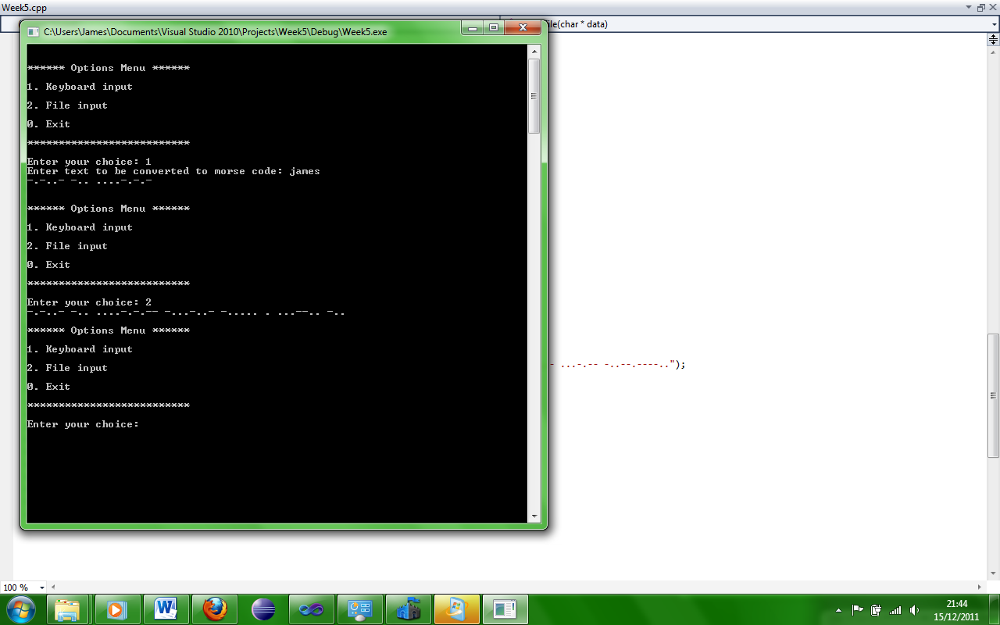 Week5.cpp
C:\Users\James\Documents\Visual Studio 2010\Projects\Week5\Debug\Week5.exe
ile(char * data)
****** Options Menu ******
1. Keyboard input
2. File input
0. Exit
**************************
Enter your choice: 1
Enter text to be converted to morse code: james
-.-..- -.. ....-.-.-
****** Options Menu ******
1. Keyboard input
2. File input
0. Exit
**************************
Enter your choice: 2
-.-..- -.. ....-.-.-- -...-..- -..... . ...--.. -..
****** Options Menu ******
1. Keyboard input
2. File input
- ...-.-- -..--.----..");
0. Exit
**************************
Enter your choice:
100 %
21:44
15/12/2011